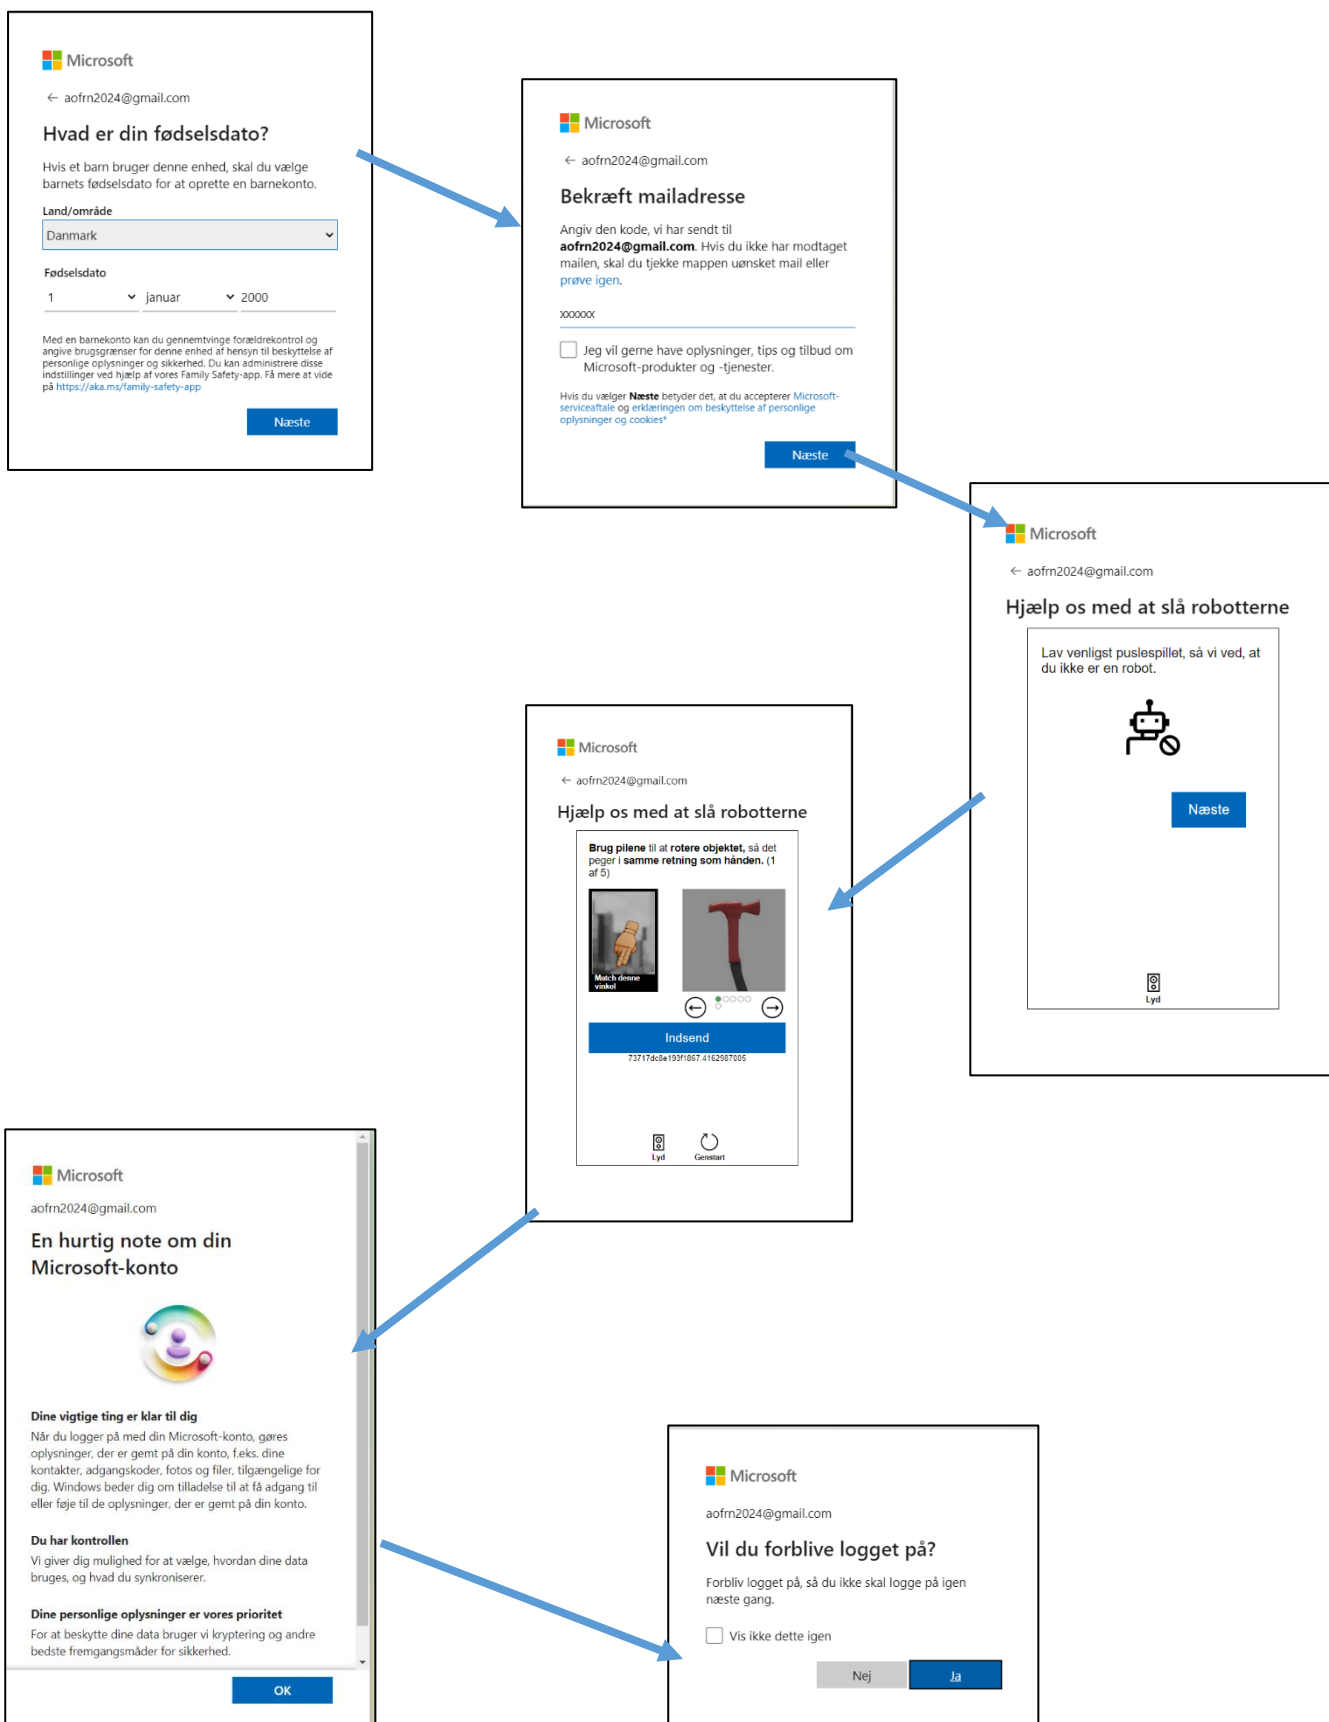 Microsoft
← aofrn2024@gmail.com
Hvad er din fødselsdato?
Hvis et barn bruger denne enhed, skal du vælge
barnets fødselsdato for at oprette en barnekonto.
Land/område
Danmark
Fødselsdato
1 januar 2000
Med en barnekonto kan du gennemtvinge forældrekontrol og
angive brugsgrænser for denne enhed af hensyn til beskyttelse af
personlige oplysninger og sikkerhed. Du kan administrere disse
indstillinger ved hjælp af vores Family Safety-app. Få mere at vide
på https://aka.ms/family-safety-app
Næste
Microsoft
← aofrn2024@gmail.com
Bekræft mailadresse
Angiv den kode, vi har sendt til
aofrn2024@gmail.com. Hvis du ikke har modtaget
mailen, skal du tjekke mappen uønsket mail eller
prøve igen.
xxxxxx
Jeg vil gerne have oplysninger, tips og tilbud om
Microsoft-produkter og -tjenester.
Hvis du vælger Næste betyder det, at du accepterer Microsoft-
serviceaftale og erklæringen om beskyttelse af personlige
oplysninger og cookies*
Næste
Microsoft
← aofrn2024@gmail.com
Hjælp os med at slå robotterne
Lav venligst puslespillet, så vi ved, at
du ikke er en robot.
Næste
Lyd
Microsoft
← aofrn2024@gmail.com
Hjælp os med at slå robotterne
Brug pilene til at rotere objektet, så det
peger i samme retning som hånden. (1
af 5)
Match denne
vinkel
Indsend
73717dc8e193f1867.4162987005
Lyd Genstart
Microsoft
aofrn2024@gmail.com
En hurtig note om din
Microsoft-konto
Dine vigtige ting er klar til dig
Når du logger på med din Microsoft-konto, gøres
oplysninger, der er gemt på din konto, f.eks. dine
kontakter, adgangskoder, fotos og filer, tilgængelige for
dig. Windows beder dig om tilladelse til at få adgang til
eller føje til de oplysninger, der er gemt på din konto.
Du har kontrollen
Vi giver dig mulighed for at vælge, hvordan dine data
bruges, og hvad du synkroniserer.
Dine personlige oplysninger er vores prioritet
For at beskytte dine data bruger vi kryptering og andre
bedste fremgangsmåder for sikkerhed.
OK
Microsoft
aofrn2024@gmail.com
Vil du forblive logget på?
Forbliv logget på, så du ikke skal logge på igen
næste gang.
Vis ikke dette igen
Nej Ja